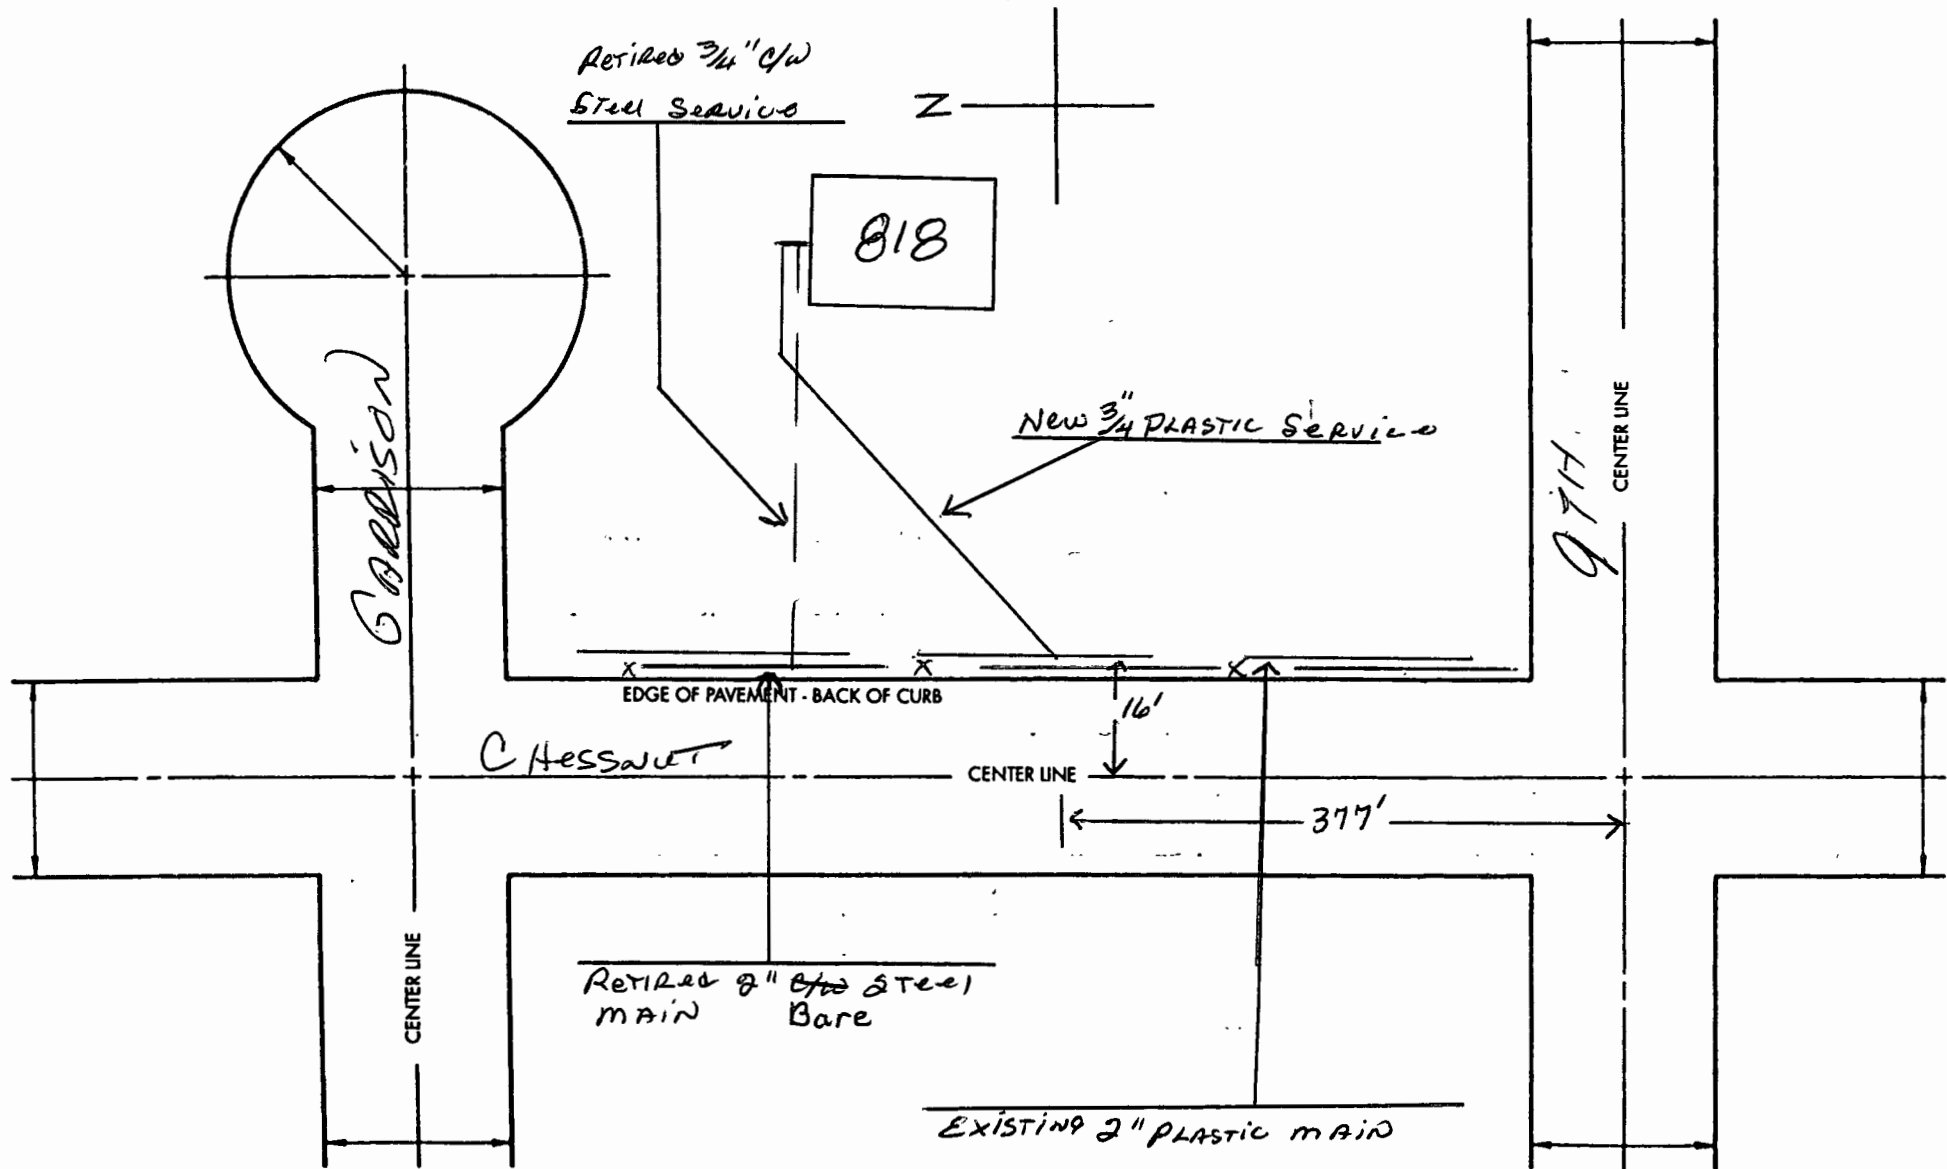 Retired 3/4" C/W
Steel Service
Z
818
New 3/4" PLASTIC Service
GARRISON
9TH
CENTER LINE
X
X
X
EDGE OF PAVEMENT - BACK OF CURB
16'
CHessnuT
CENTER LINE
377'
CENTER LINE
Retired 2" C/W STeel
MAIN Bare
EXISTING 2" PLASTIC MAIN